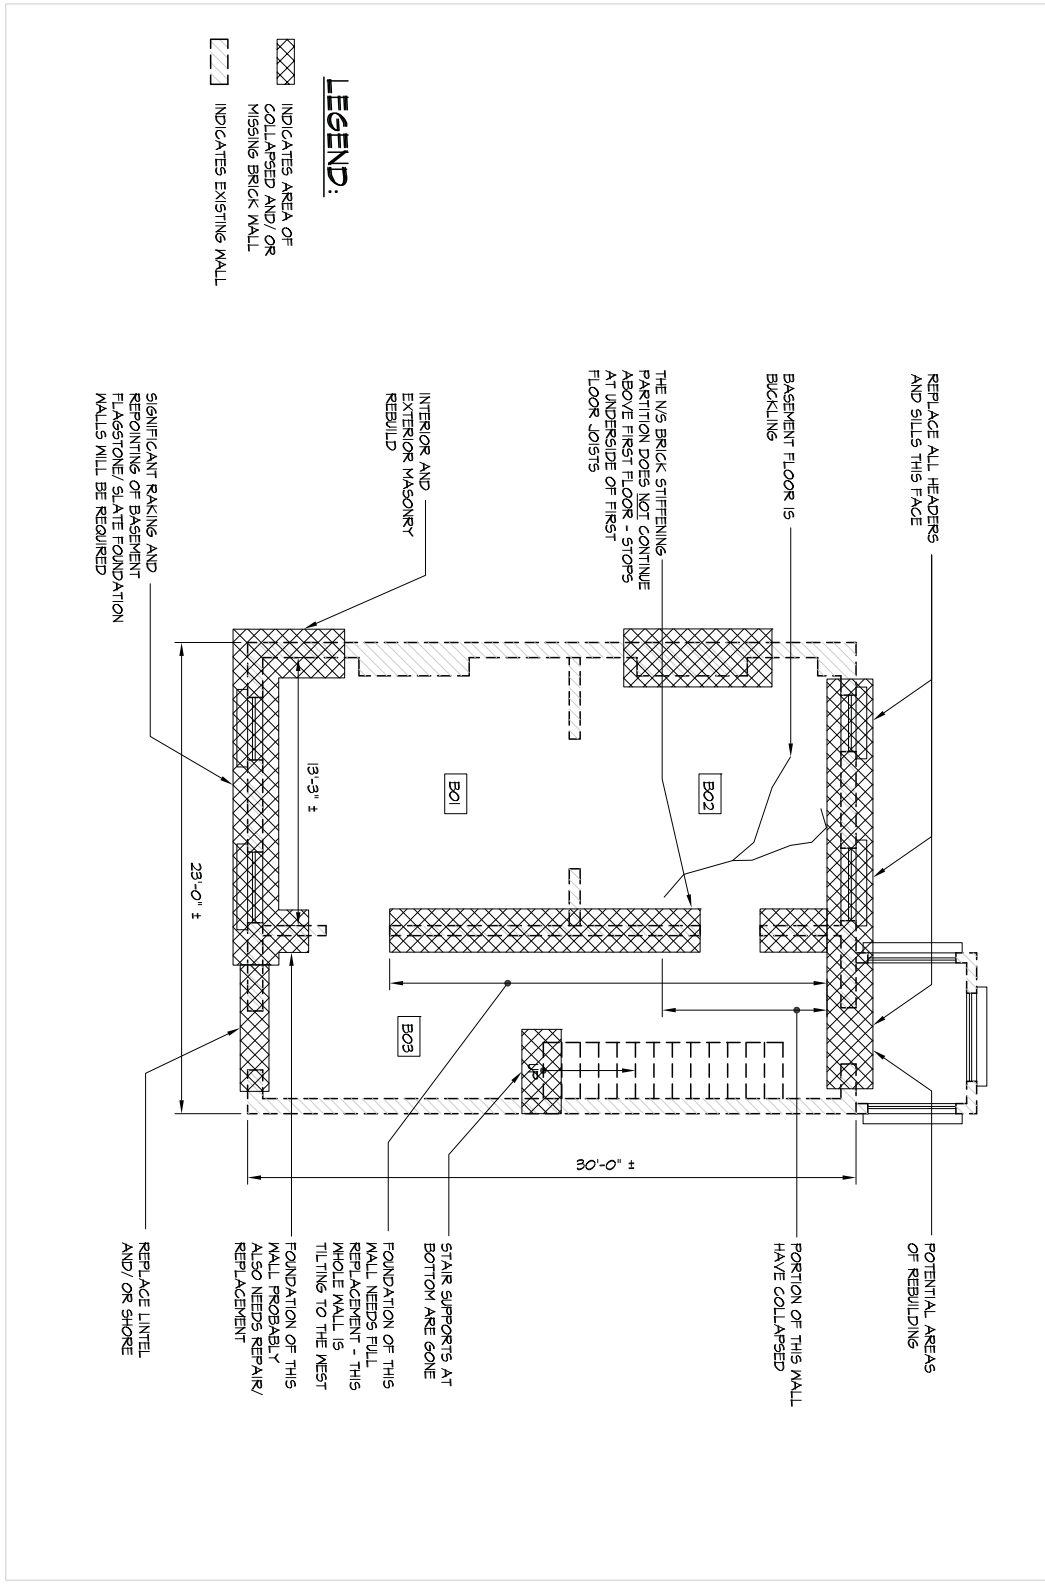 LEGEND:
INDICATES AREA OF
COLLAPSED AND/ OR
MISSING BRICK WALL
INDICATES EXISTING WALL
REPLACE ALL HEADERS
AND SILLS THIS FACE
BASEMENT FLOOR IS
BUCKLING
THE N/S BRICK STIFFENING
PARTITION DOES NOT CONTINUE
ABOVE FIRST FLOOR - STOPS
AT UNDERSIDE OF FIRST
FLOOR JOISTS
INTERIOR AND
EXTERIOR MASONRY
REBUILD
SIGNIFICANT RAKING AND
REPOINTING OF BASEMENT
FLAGSTONE/ SLATE FOUNDATION
WALLS WILL BE REQUIRED
B02
B01
B03
UP
13'-3" ±
23'-0" ±
30'-0" ±
POTENTIAL AREAS
OF REBUILDING
PORTION OF THIS WALL
HAVE COLLAPSED
STAIR SUPPORTS AT
BOTTOM ARE GONE
FOUNDATION OF THIS
WALL NEEDS FULL
REPLACEMENT - THIS
WHOLE WALL IS
TILTING TO THE WEST
FOUNDATION OF THIS
WALL PROBABLY
ALSO NEEDS REPAIR/
REPLACEMENT
REPLACE LINTEL
AND/ OR SHORE